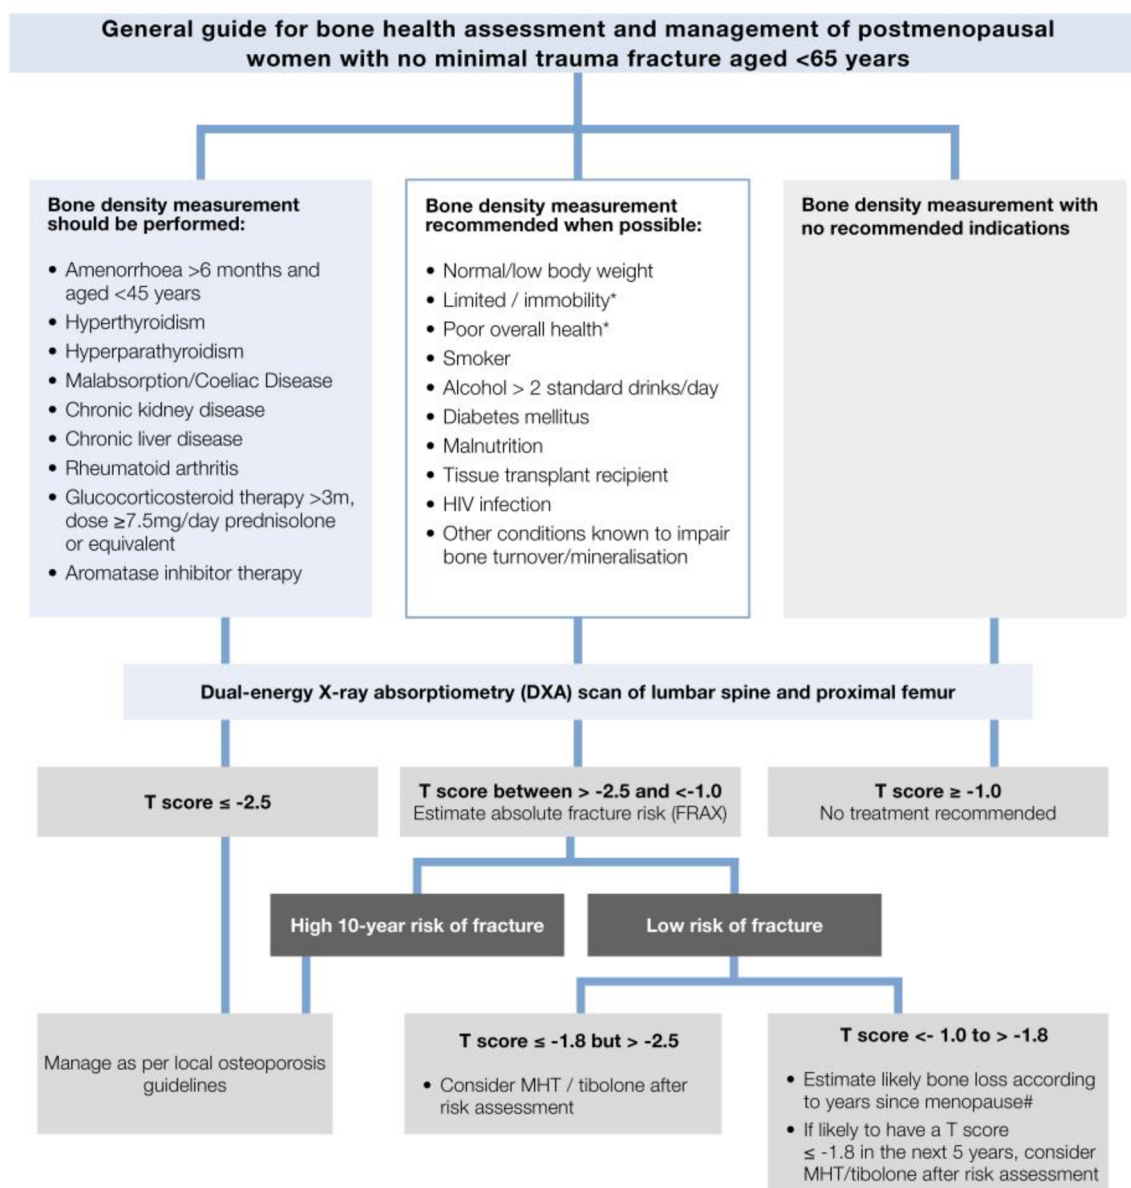 General guide for bone health assessment and management of postmenopausal
women with no minimal trauma fracture aged <65 years
Bone density measurement
should be performed:
• Amenorrhoea >6 months and
aged <45 years
• Hyperthyroidism
• Hyperparathyroidism
• Malabsorption/Coeliac Disease
• Chronic kidney disease
• Chronic liver disease
• Rheumatoid arthritis
• Glucocorticosteroid therapy >3m,
dose ≥7.5mg/day prednisolone
or equivalent
• Aromatase inhibitor therapy
Bone density measurement
recommended when possible:
• Normal/low body weight
• Limited / immobility*
• Poor overall health*
• Smoker
• Alcohol > 2 standard drinks/day
• Diabetes mellitus
• Malnutrition
• Tissue transplant recipient
• HIV infection
• Other conditions known to impair
bone turnover/mineralisation
Bone density measurement with
no recommended indications
Dual-energy X-ray absorptiometry (DXA) scan of lumbar spine and proximal femur
T score ≤ -2.5
T score between > -2.5 and <-1.0
Estimate absolute fracture risk (FRAX)
T score ≥ -1.0
No treatment recommended
High 10-year risk of fracture
Low risk of fracture
Manage as per local osteoporosis
guidelines
T score ≤ -1.8 but > -2.5
• Consider MHT / tibolone after
risk assessment
T score <- 1.0 to > -1.8
• Estimate likely bone loss according
to years since menopause#
• If likely to have a T score
≤ -1.8 in the next 5 years, consider
MHT/tibolone after risk assessment